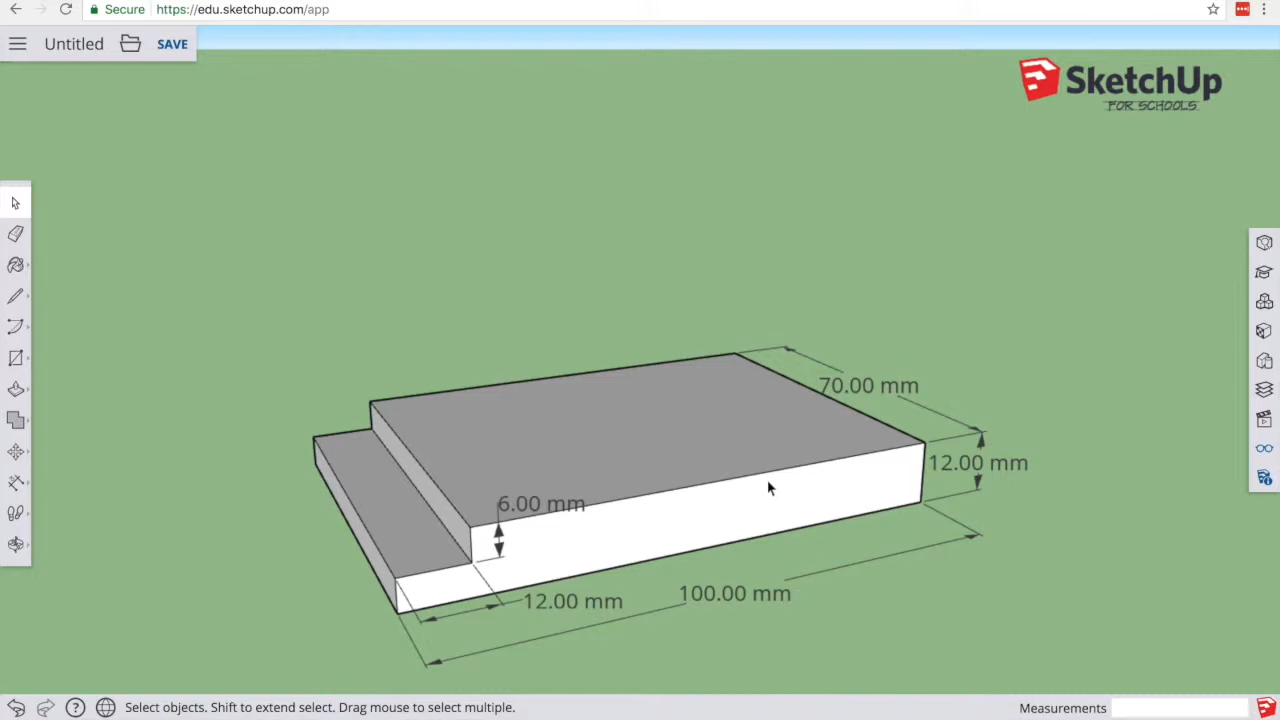 Secure https://edu.sketchup.com/app
Untitled SAVE
SketchUp
FOR SCHOOLS
70.00 mm
12.00 mm
6.00 mm
100.00 mm
12.00 mm
Select objects. Shift to extend select. Drag mouse to select multiple.
Measurements